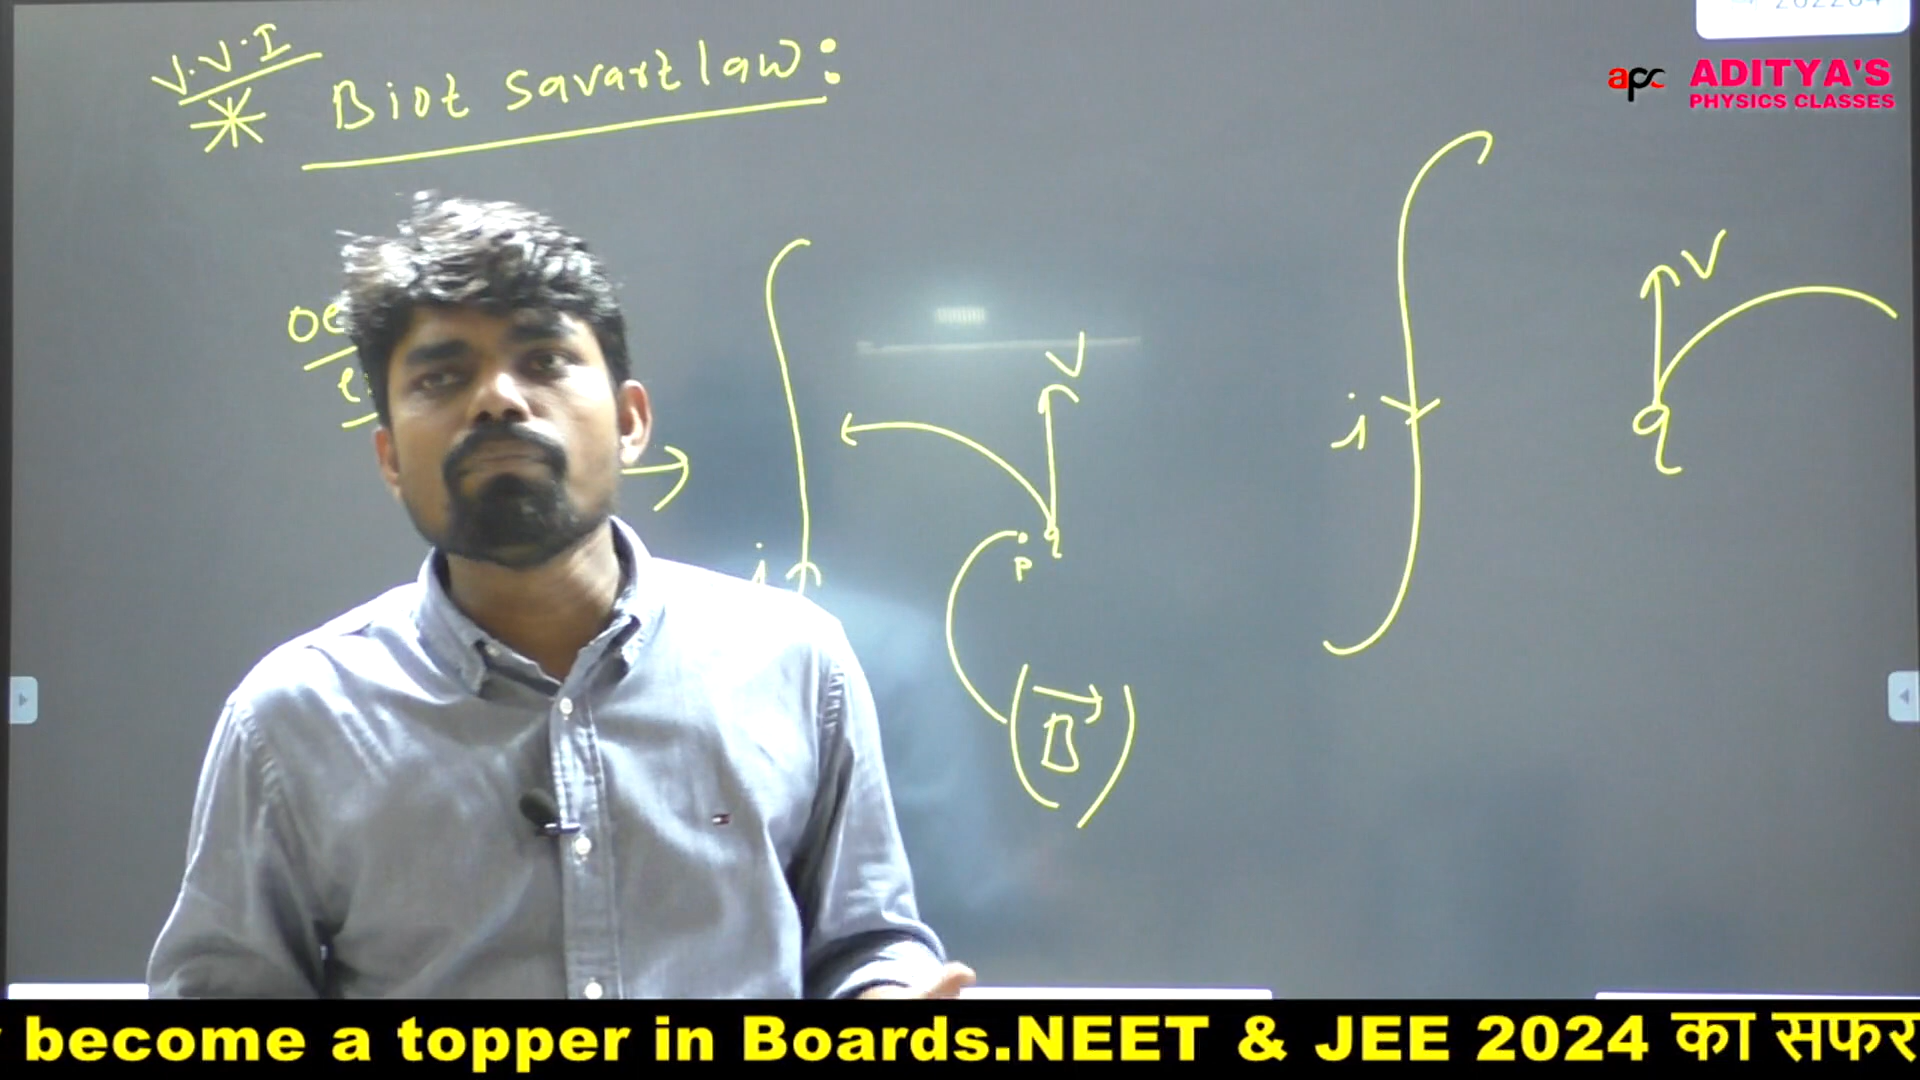 V.V.I
* Biot Savart law:
ADITYA'S
apc
PHYSICS CLASSES
V
V
i
q
q
P
i
(B⃗)
become a topper in Boards.NEET & JEE 2024 का सफर